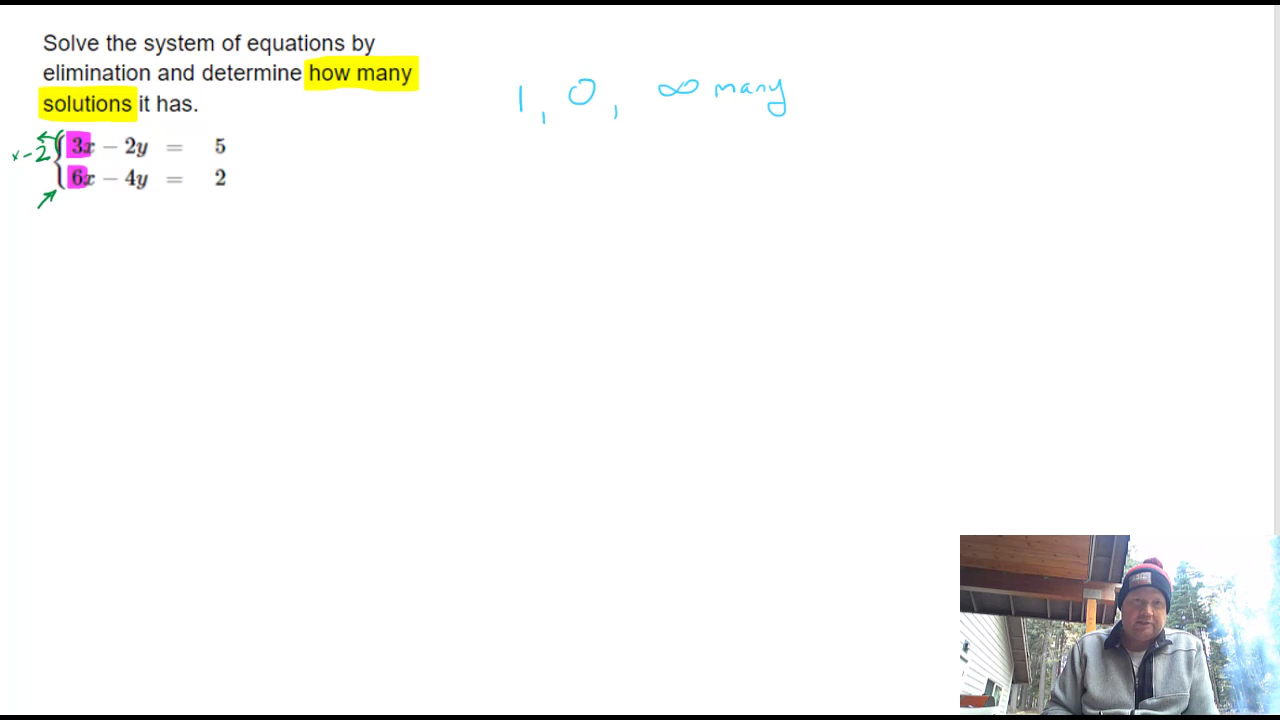 Solve the system of equations by
elimination and determine how many
solutions it has.
1, 0, ∞ many
3x − 2y = 5
x-2
6x − 4y = 2